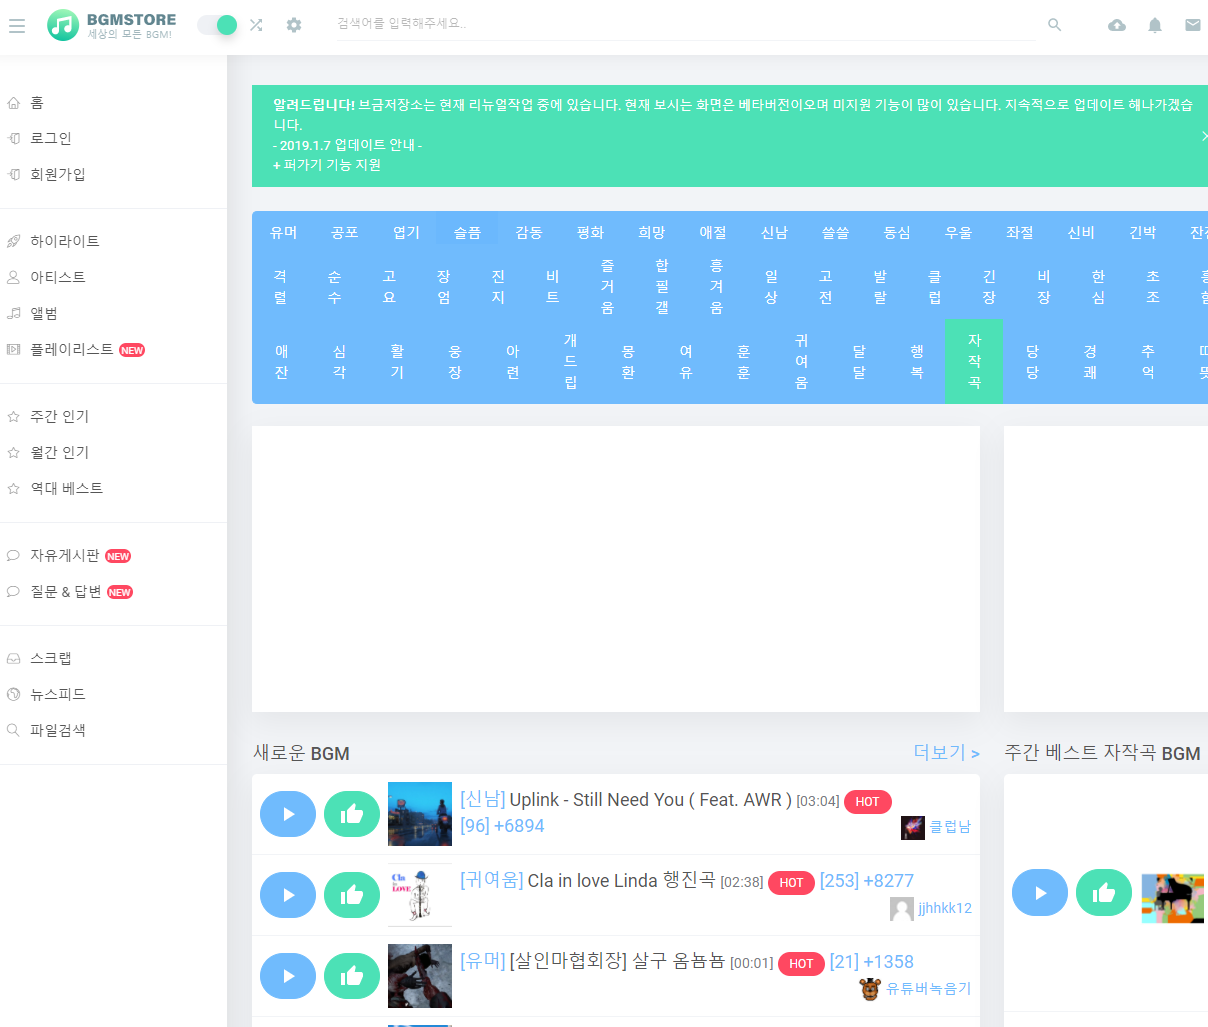 BGMSTORE
세상의 모든 BGM!
검색어를 입력해주세요..
홈
로그인
회원가입
하이라이트
아티스트
앨범
플레이리스트 NEW
주간 인기
월간 인기
역대 베스트
자유게시판 NEW
질문 & 답변 NEW
스크랩
뉴스피드
파일검색
알려드립니다! 브금저장소는 현재 리뉴얼작업 중에 있습니다. 현재 보시는 화면은 베타버전이오며 미지원 기능이 많이 있습니다. 지속적으로 업데이트 해나가겠습
니다.
- 2019.1.7 업데이트 안내 -
+ 퍼가기 기능 지원
유머 공포 엽기 슬픔 감동 평화 희망 애절 신남 쓸쓸 동심 우울 좌절 신비 긴박
격렬 순수 고요 장엄 진지 비트 즐거움 합필갤 흥겨움 일상 고전 발랄 클럽 긴장 비장 한심 초조
애잔 심각 활기 웅장 아련 개드립 몽환 여유 훈훈 귀여움 달달 행복 자작곡 당당 경쾌 추억
새로운 BGM 더보기 >
[신남] Uplink - Still Need You ( Feat. AWR ) [03:04] HOT
[96] +6894
클럽남
[귀여움] Cla in love Linda 행진곡 [02:38] HOT [253] +8277
Cla in LOVE
jjhhkk12
[유머] [살인마협회장] 살구 옴뇸뇸 [00:01] HOT [21] +1358
유튜버녹음기
주간 베스트 자작곡 BGM